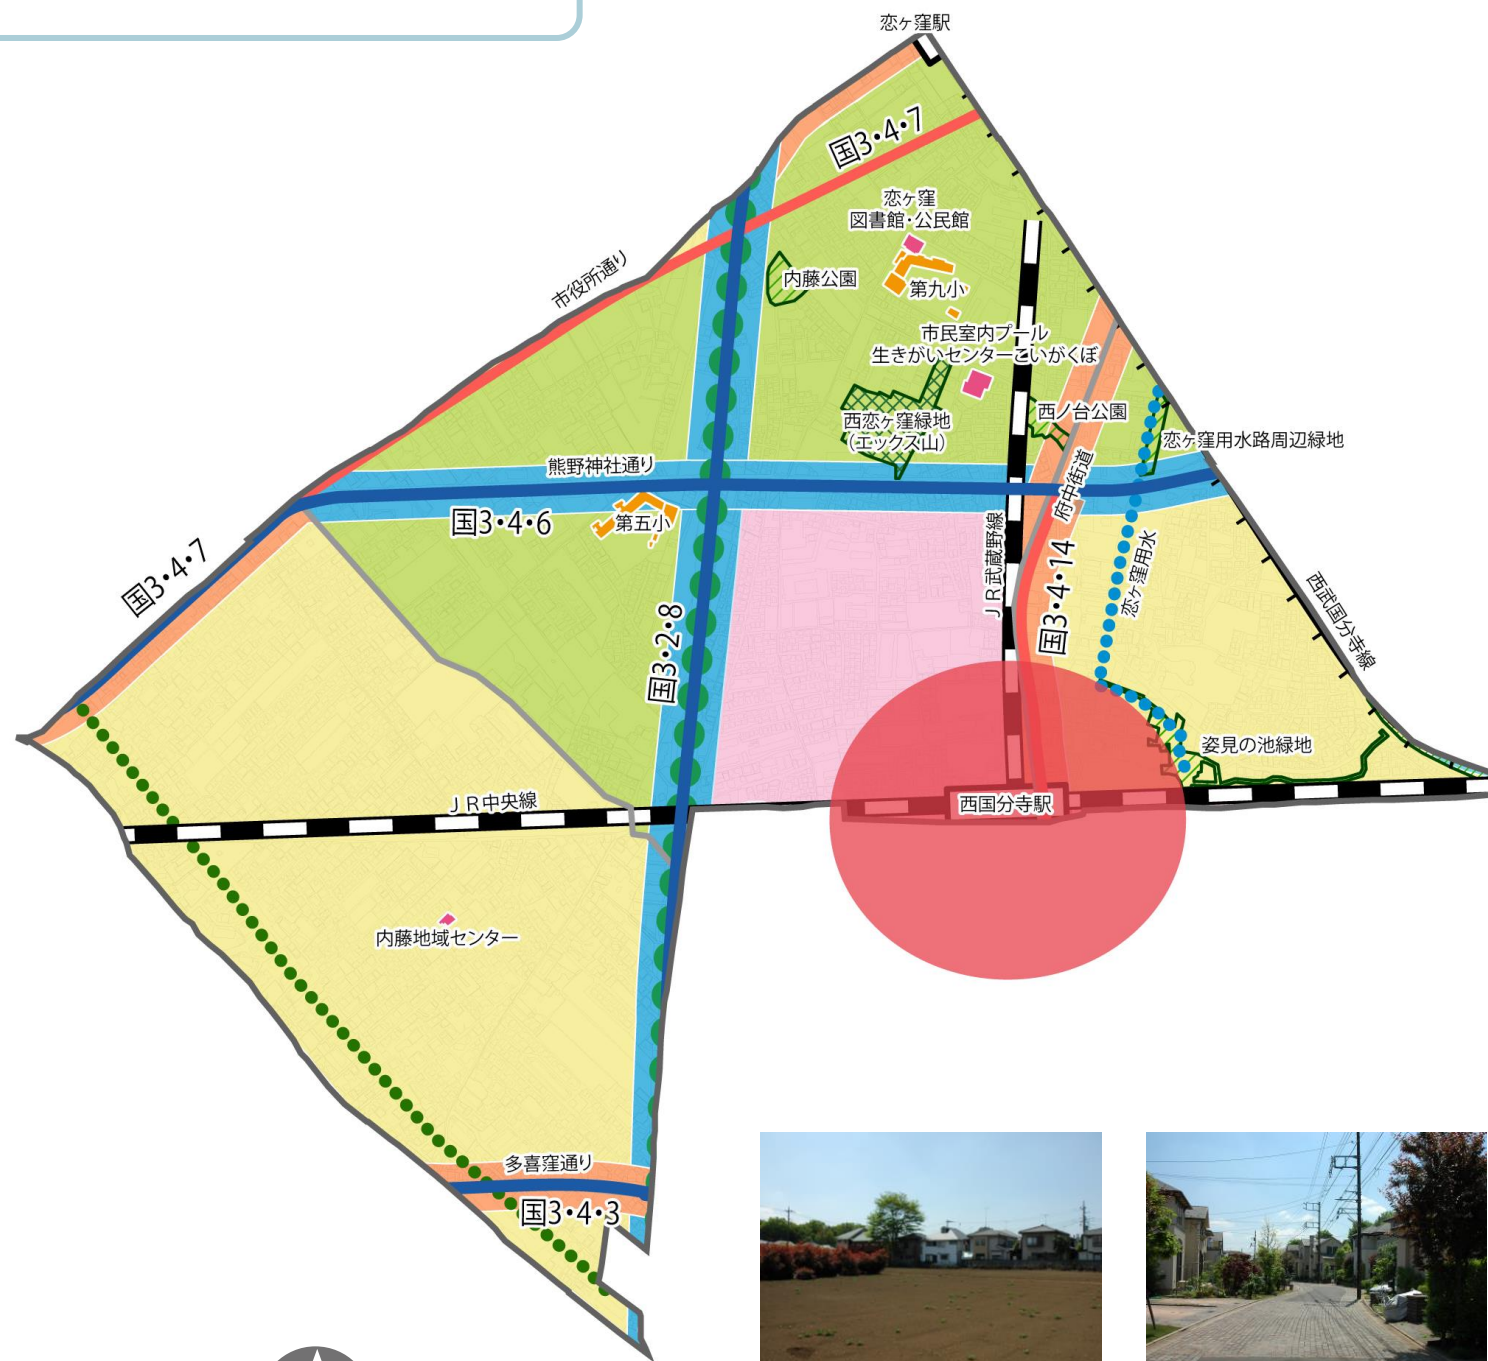 恋ヶ窪駅
国3・4・7
恋ヶ窪
図書館・公民館
市役所通り
内藤公園
第九小
市民室内プール
生きがいセンターこいがくぼ
西恋ヶ窪緑地
(エックス山)
西ノ台公園
恋ヶ窪用水路周辺緑地
熊野神社通り
府中街道
国3・4・6
第五小
JR武蔵野線
国3・4・14
恋ヶ窪用水
西武国分寺線
国3・4・7
国3・2・8
姿見の池緑地
JR中央線
西国分寺駅
内藤地域センター
多喜窪通り
国3・4・3